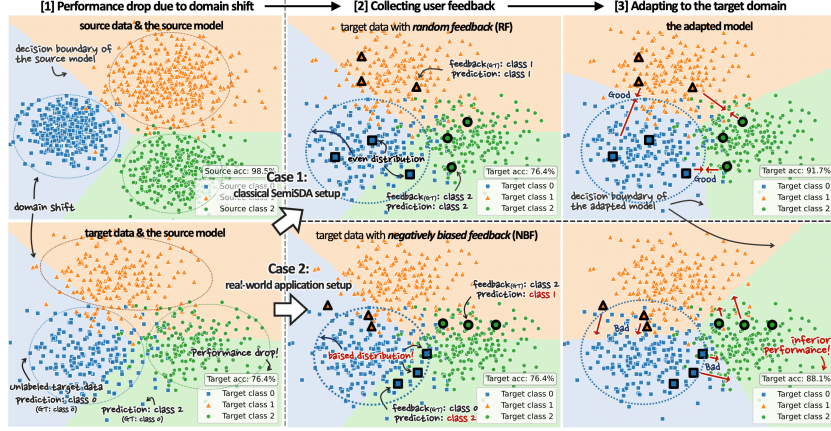 [1] Performance drop due to domain shift
[2] Collecting user feedback
[3] Adapting to the target domain
source data & the source model
decision boundary of
the source model
Source acc: 98.5%
Source class 0
Source class 1
Source class 2
domain shift
target data & the source model
Performance drop!
unlabeled target data
prediction: class 0
(GT: class 0)
prediction: class 2
(GT: class 0)
Target acc: 76.4%
Target class 0
Target class 1
Target class 2
Case 1:
classical SemiSDA setup
Case 2:
real-world application setup
target data with random feedback (RF)
feedback(GT): class 1
prediction: class 1
even distribution
feedback(GT): class 2
prediction: class 2
Target acc: 76.4%
Target class 0
Target class 1
Target class 2
target data with negatively biased feedback (NBF)
feedback(GT): class 2
prediction: class 1
baised distribution!
feedback(GT): class 0
prediction: class 2
Target acc: 76.4%
Target class 0
Target class 1
Target class 2
the adapted model
Good
Good
decision boundary of
the adapted model
Target acc: 91.7%
Target class 0
Target class 1
Target class 2
Bad
Bad
inferior
Performance!
Target acc: 88.1%
Target class 0
Target class 1
Target class 2